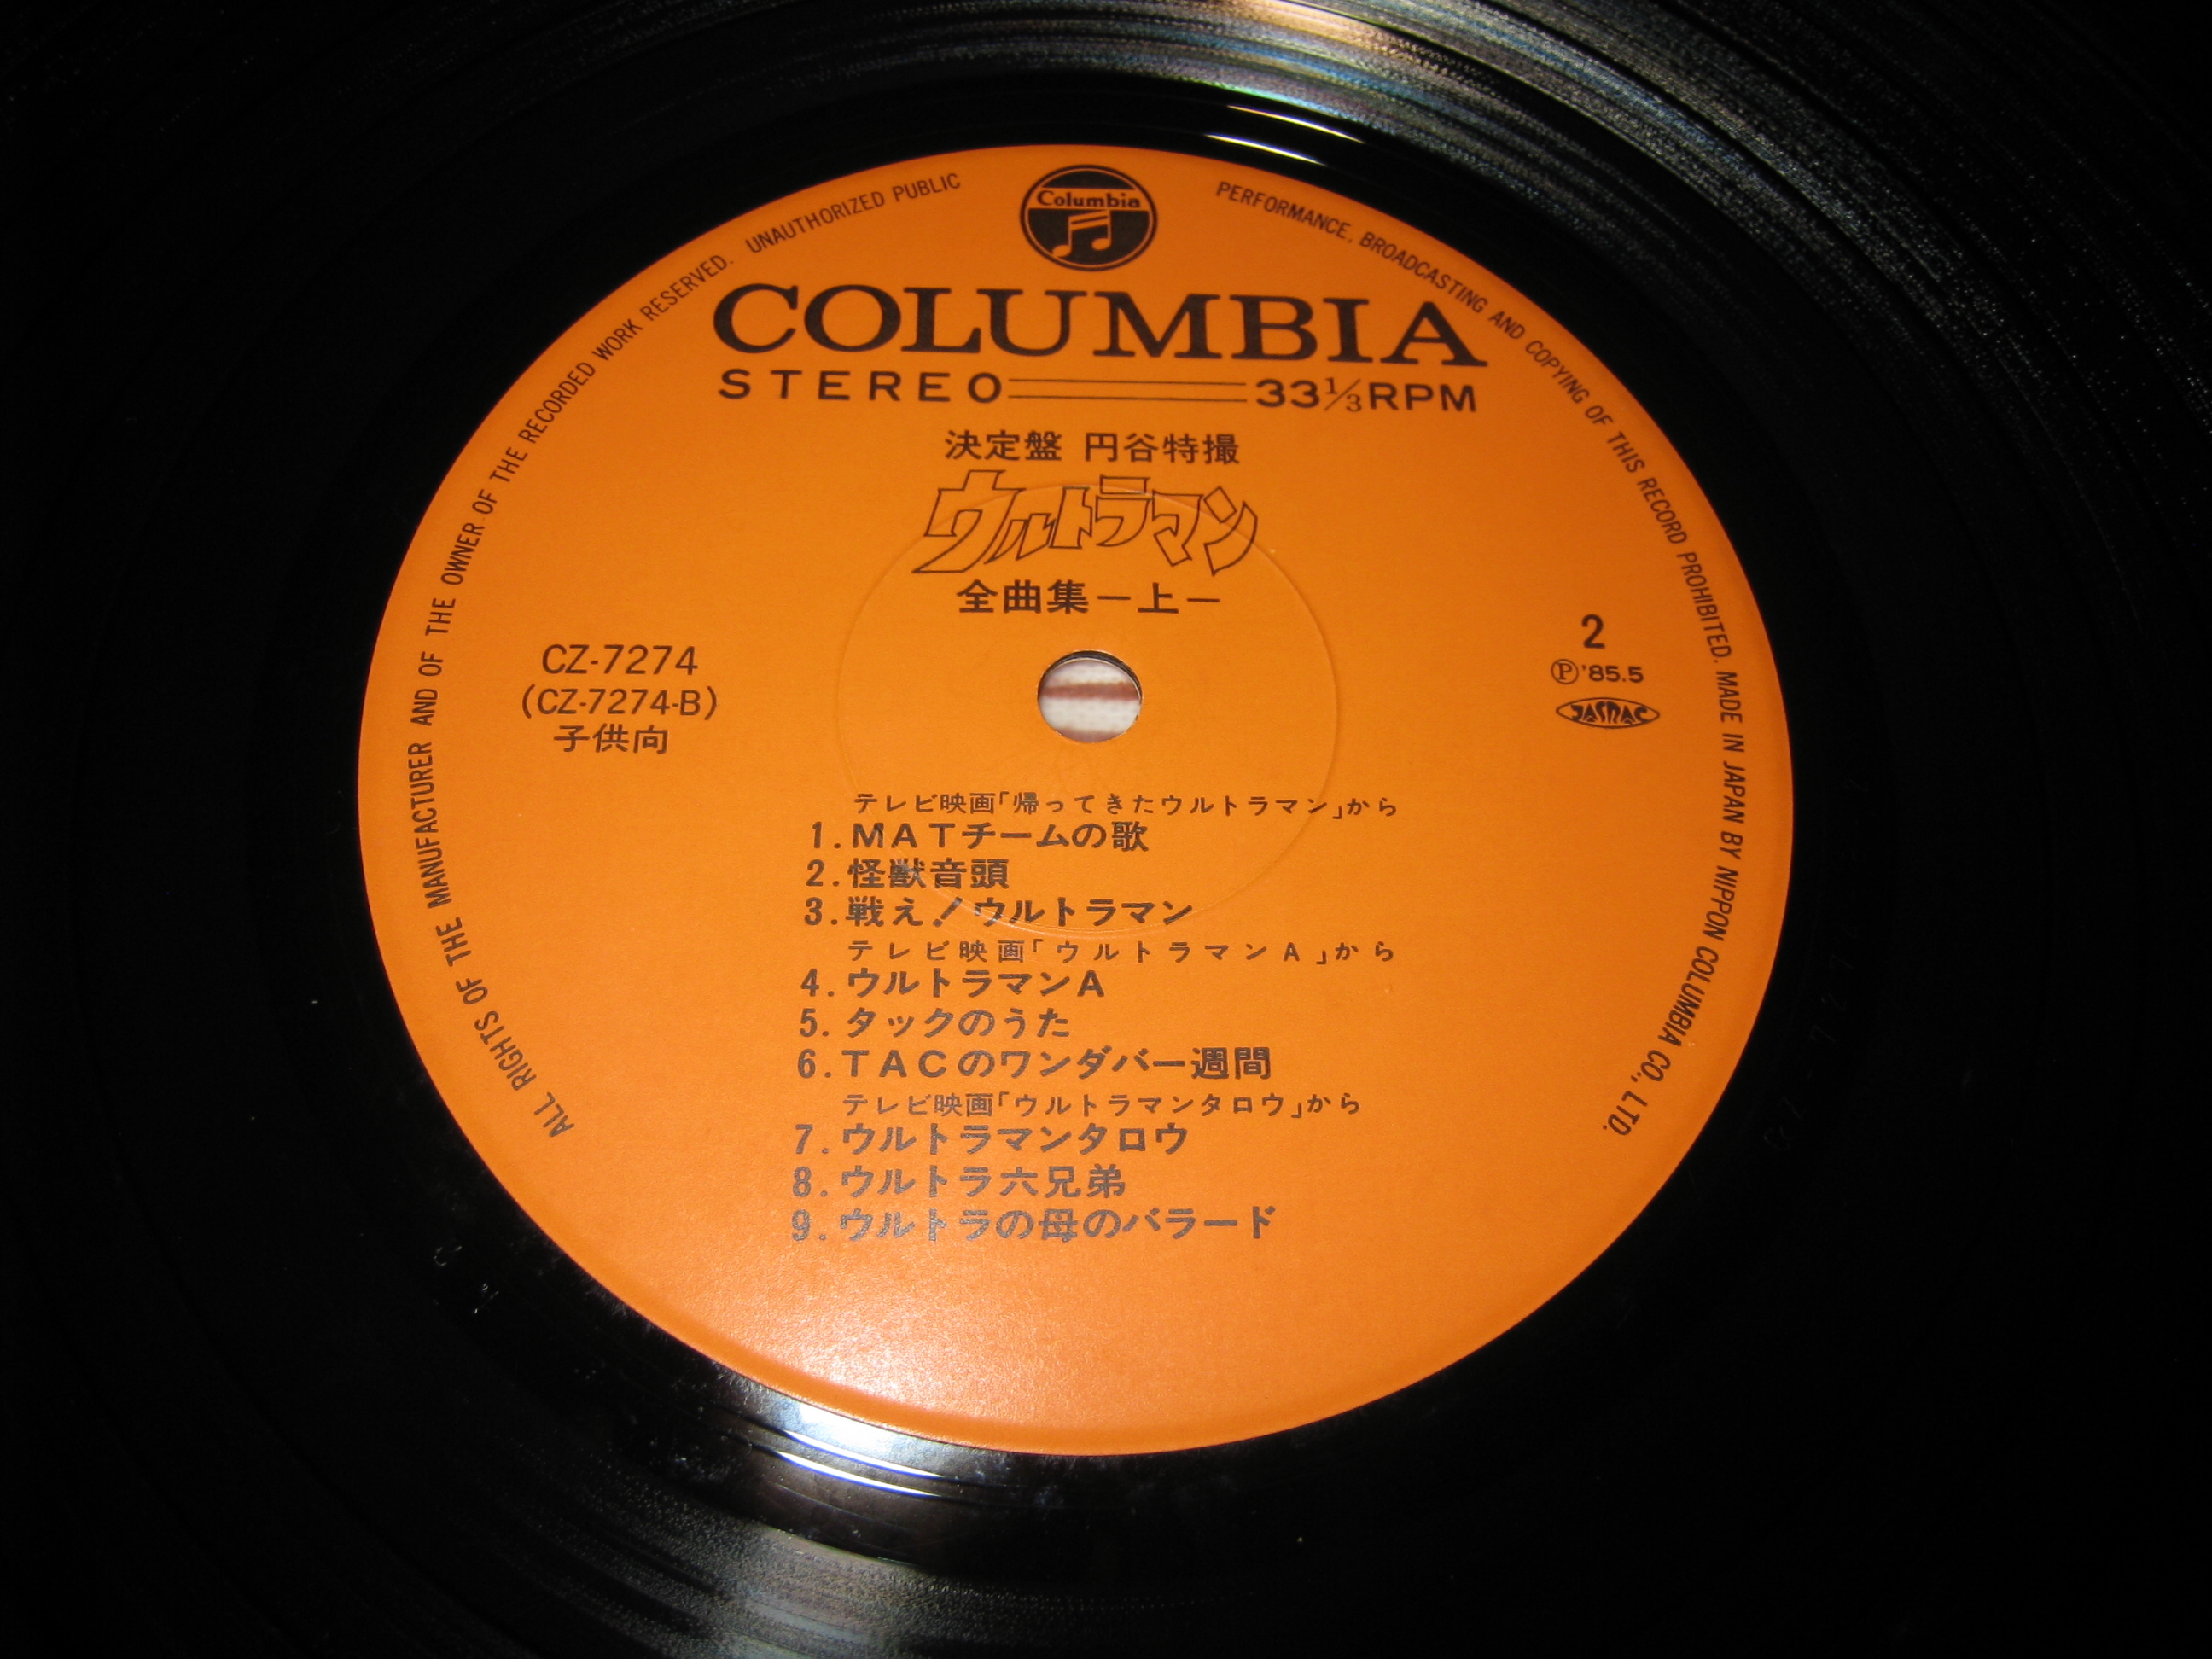 Columbia
COLUMBIA
STEREO 33⅓RPM
決定盤 円谷特撮
ウルトラマン
全曲集－上－
CZ-7274
(CZ-7274-B)
子供向
2
Ⓟ'85.5
JASRAC
テレビ映画「帰ってきたウルトラマン」から
1.MATチームの歌
2.怪獣音頭
3.戦え!ウルトラマン
テレビ映画「ウルトラマンA」から
4.ウルトラマンA
5.タックのうた
6.TACのワンダバー週間
テレビ映画「ウルトラマンタロウ」から
7.ウルトラマンタロウ
8.ウルトラ六兄弟
9.ウルトラの母のバラード
ALL RIGHTS OF THE MANUFACTURER AND OF THE OWNER OF THE RECORDED WORK RESERVED. UNAUTHORIZED PUBLIC PERFORMANCE, BROADCASTING AND COPYING OF THIS RECORD PROHIBITED. MADE IN JAPAN BY NIPPON COLUMBIA CO., LTD.